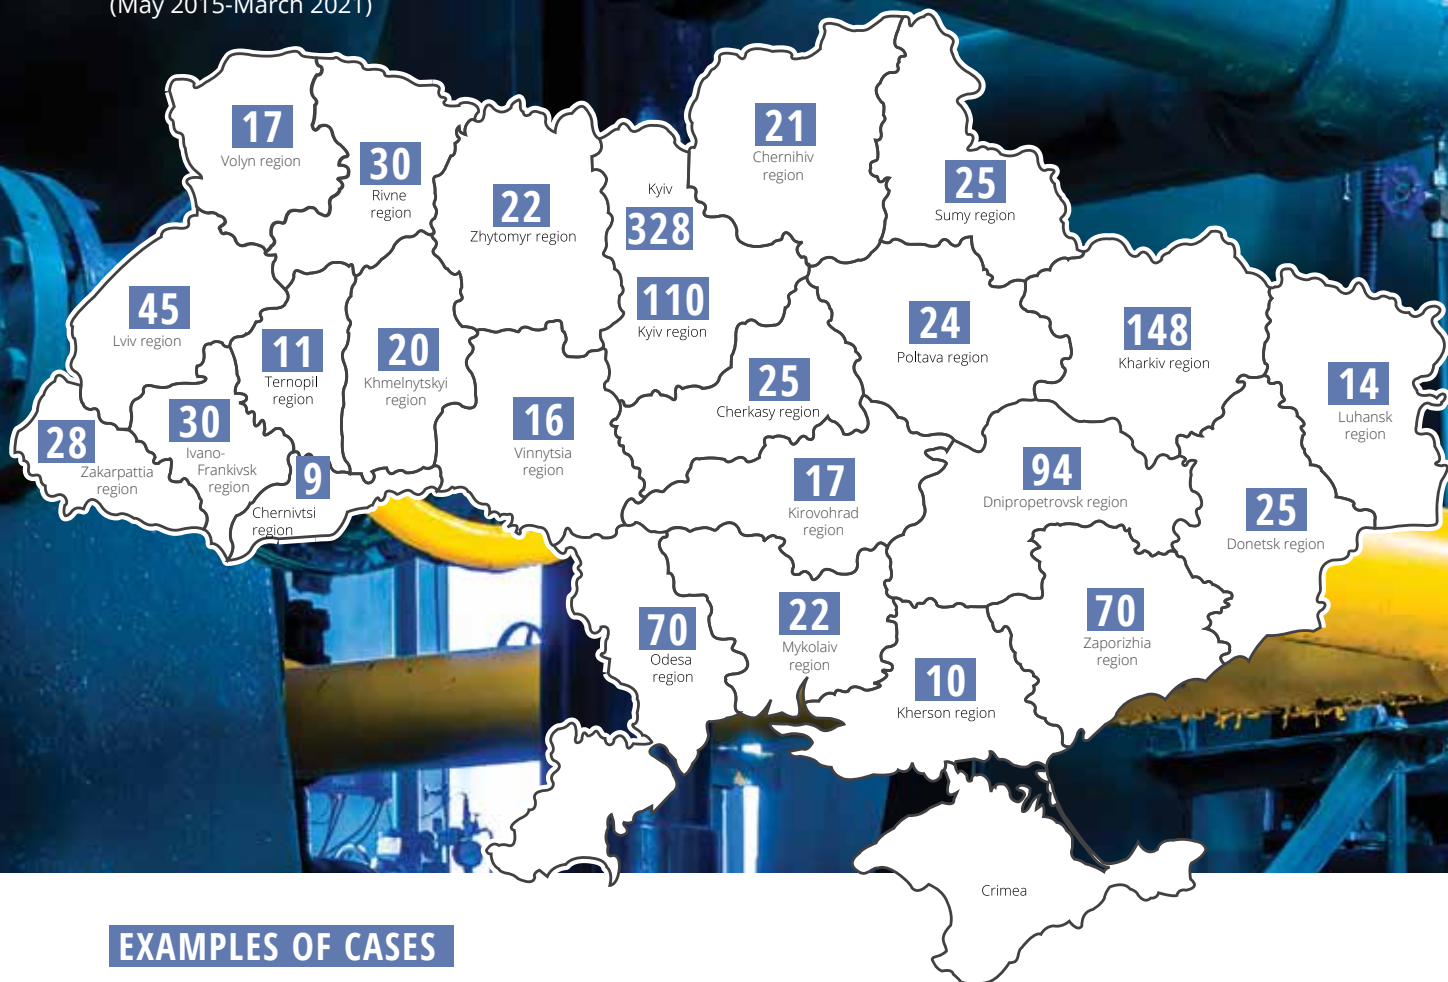 (May 2015-March 2021)
17
Volyn region
30
Rivne
region
22
Zhytomyr region
Kyiv
328
110
Kyiv region
21
Chernihiv
region
25
Sumy region
45
Lviv region
11
Ternopil
region
20
Khmelnytskyi
region
25
Cherkasy region
24
Poltava region
148
Kharkiv region
14
Luhansk
region
28
Zakarpattia
region
30
Ivano-
Frankivsk
region
9
Chernivtsi
region
16
Vinnytsia
region
17
Kirovohrad
region
94
Dnipropetrovsk region
25
Donetsk region
70
Odesa
region
22
Mykolaiv
region
10
Kherson region
70
Zaporizhia
region
Crimea
EXAMPLES OF CASES